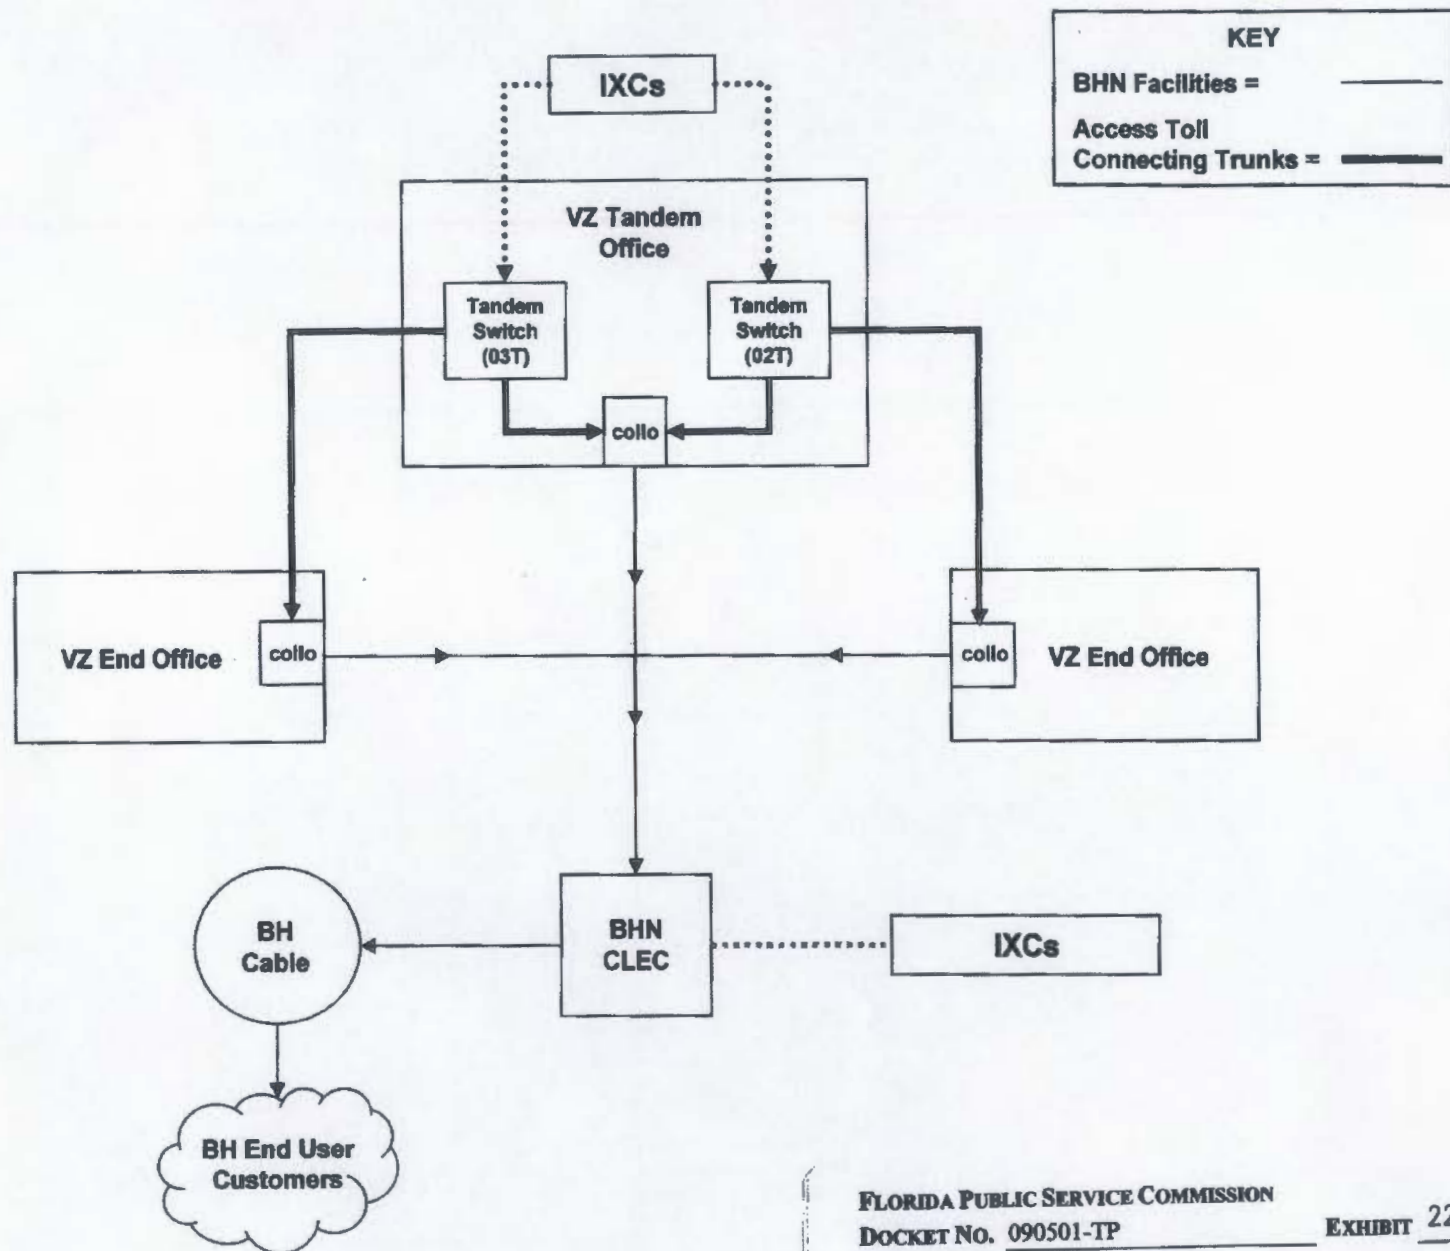 KEY
BHN Facilities =
Access Toll
Connecting Trunks =
IXCs
VZ Tandem
Office
Tandem
Switch
(03T)
Tandem
Switch
(02T)
collo
VZ End Office
collo
collo
VZ End Office
BH
Cable
BHN
CLEC
IXCs
BH End User
Customers
FLORIDA PUBLIC SERVICE COMMISSION
DOCKET NO. 090501-TP EXHIBIT 22